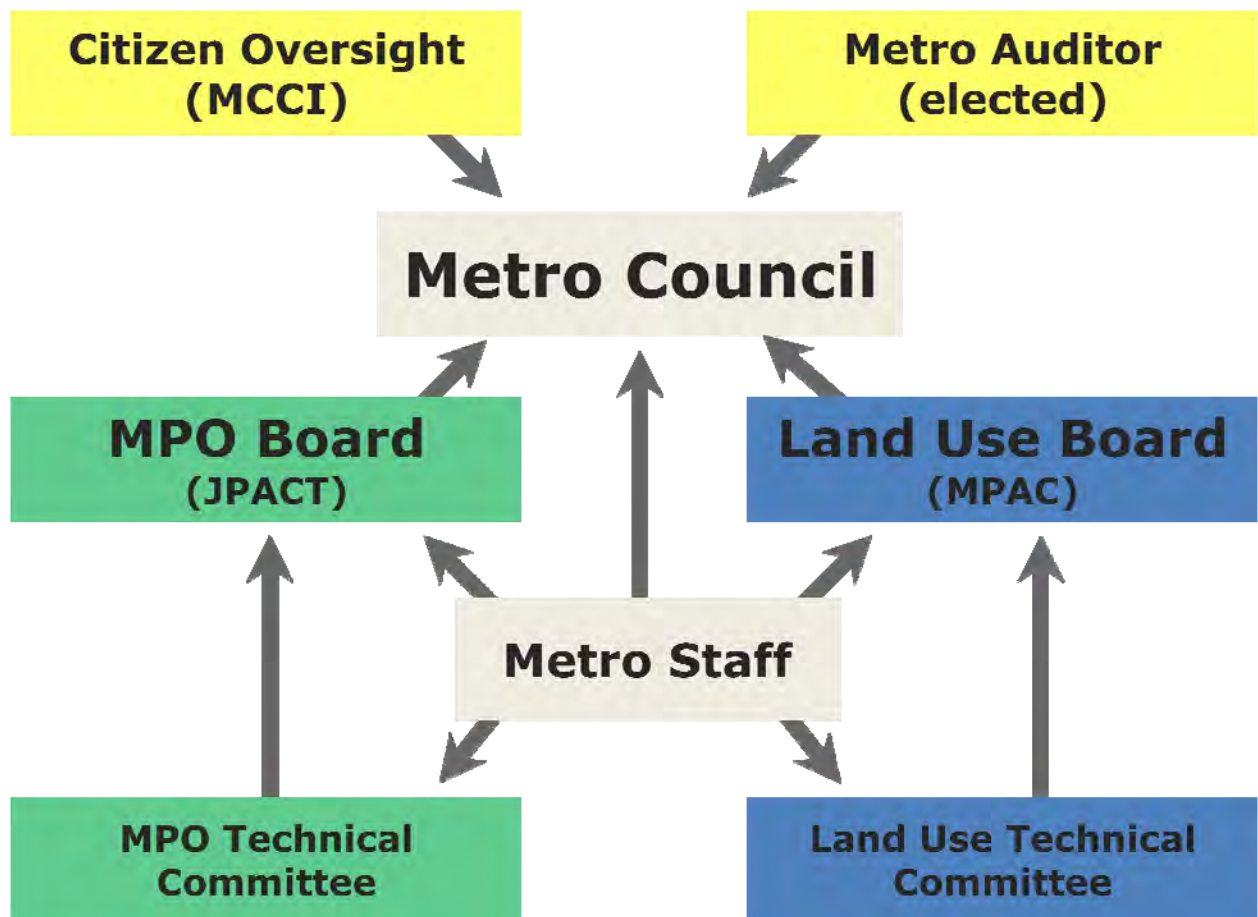 Citizen Oversight
(MCCI)
Metro Auditor
(elected)
Metro Council
MPO Board
(JPACT)
Land Use Board
(MPAC)
Metro Staff
MPO Technical
Committee
Land Use Technical
Committee